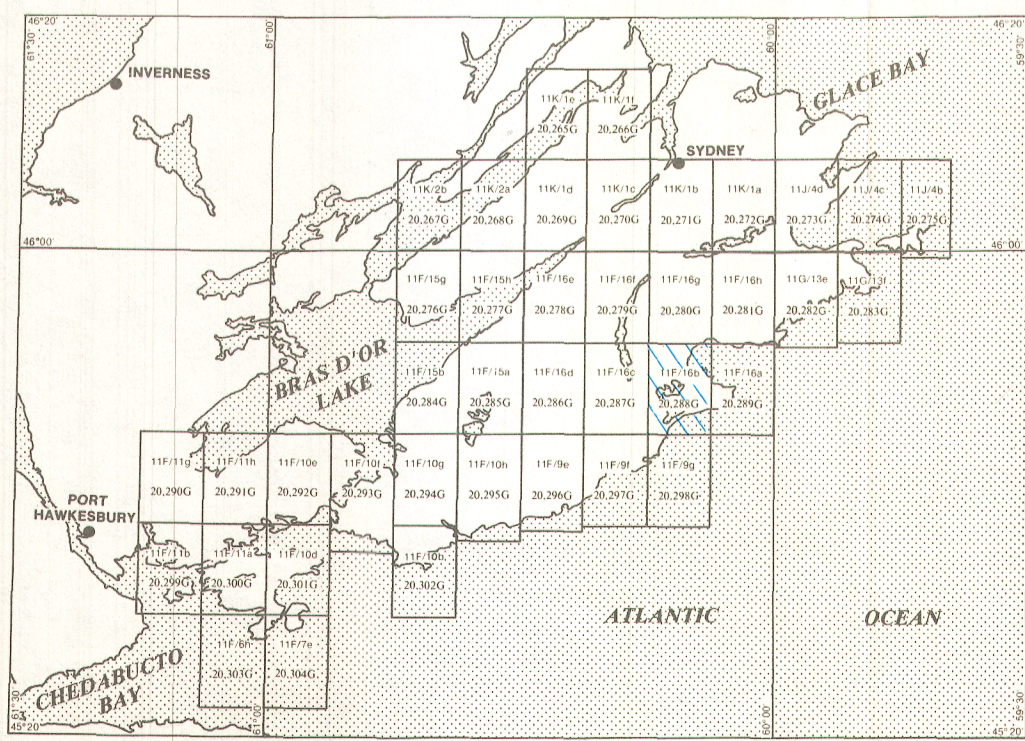 46°20'
61°30'
61°00'
60°00'
46°20'
59°30'
INVERNESS
GLACE BAY
SYDNEY
11K/1e
11K/1f
20,265G
20,266G
11K/2b
11K/2a
11K/1d
11K/1c
11K/1b
11K/1a
11J/4d
11J/4c
11J/4b
20,267G
20,268G
20,269G
20,270G
20,271G
20,272G
20,273G
20,274G
20,275G
46°00'
46°00'
11F/15g
11F/15h
11F/16e
11F/16f
11F/16g
11F/16h
11G/13e
11G/13f
20,276G
20,277G
20,278G
20,279G
20,280G
20,281G
20,282G
20,283G
BRAS D'OR
LAKE
11F/15b
11F/15a
11F/16d
11F/16c
11F/16b
11F/16a
20,284G
20,285G
20,286G
20,287G
20,288G
20,289G
11F/11g
11F/11h
11F/10e
11F/10f
11F/10g
11F/10h
11F/9e
11F/9f
11F/9g
20,290G
20,291G
20,292G
20,293G
20,294G
20,295G
20,296G
20,297G
20,298G
PORT
HAWKESBURY
11F/11b
11F/11a
11F/10d
11F/10b
20,299G
20,300G
20,301G
20,302G
ATLANTIC
OCEAN
11F/6h
11F/7e
20,303G
20,304G
CHEDABUCTO
BAY
61°30'
45°20'
61°00'
60°00'
59°30'
45°20'